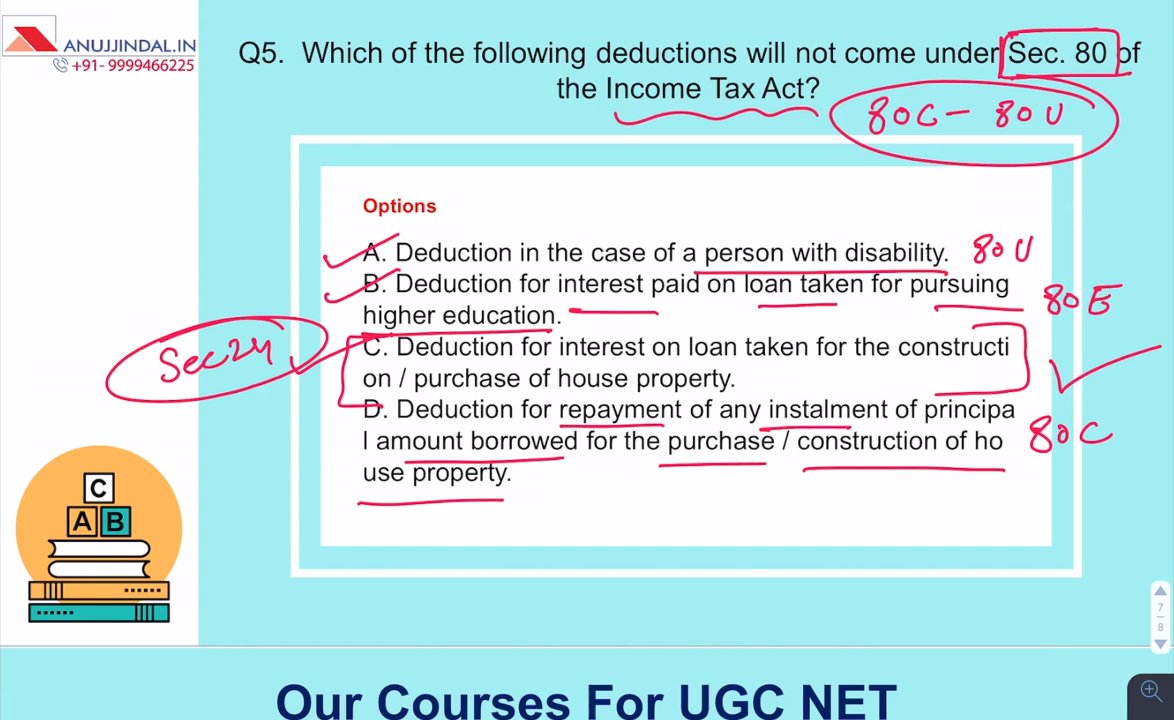 ANUJJINDAL.IN
+91- 9999466225
Q5. Which of the following deductions will not come under Sec. 80 of
the Income Tax Act?
80C - 80U
Options
A. Deduction in the case of a person with disability. 80U
B. Deduction for interest paid on loan taken for pursuing
higher education. 80E
Sec 24
C. Deduction for interest on loan taken for the constructi
on / purchase of house property.
D. Deduction for repayment of any instalment of principa
l amount borrowed for the purchase / construction of ho
use property. 80C
C
A B
7
8
Our Courses For UGC NET